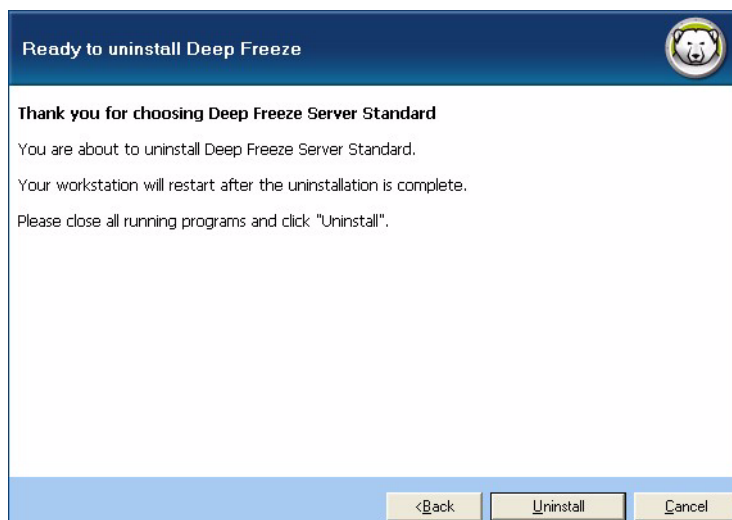 Ready to uninstall Deep Freeze
Thank you for choosing Deep Freeze Server Standard
You are about to uninstall Deep Freeze Server Standard.
Your workstation will restart after the uninstallation is complete.
Please close all running programs and click "Uninstall".
<Back Uninstall Cancel